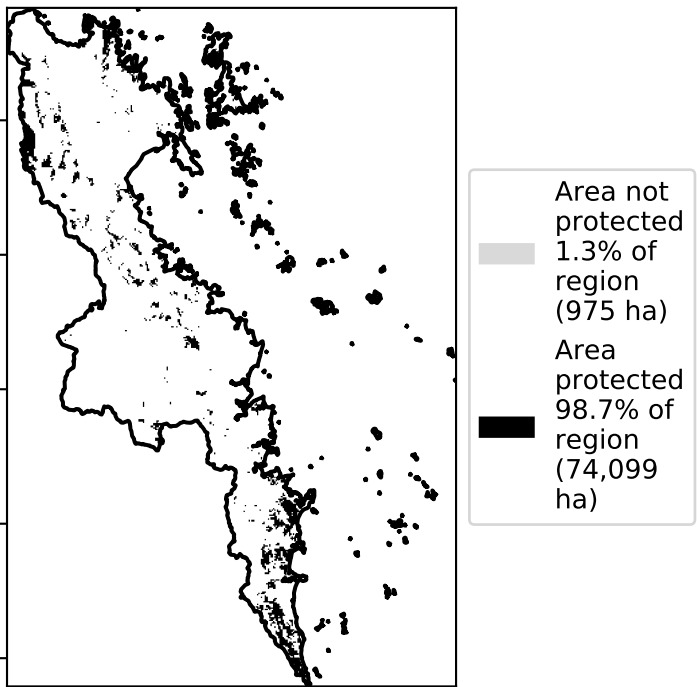 Area not
protected
1.3% of
region
(975 ha)
Area
protected
98.7% of
region
(74,099
ha)